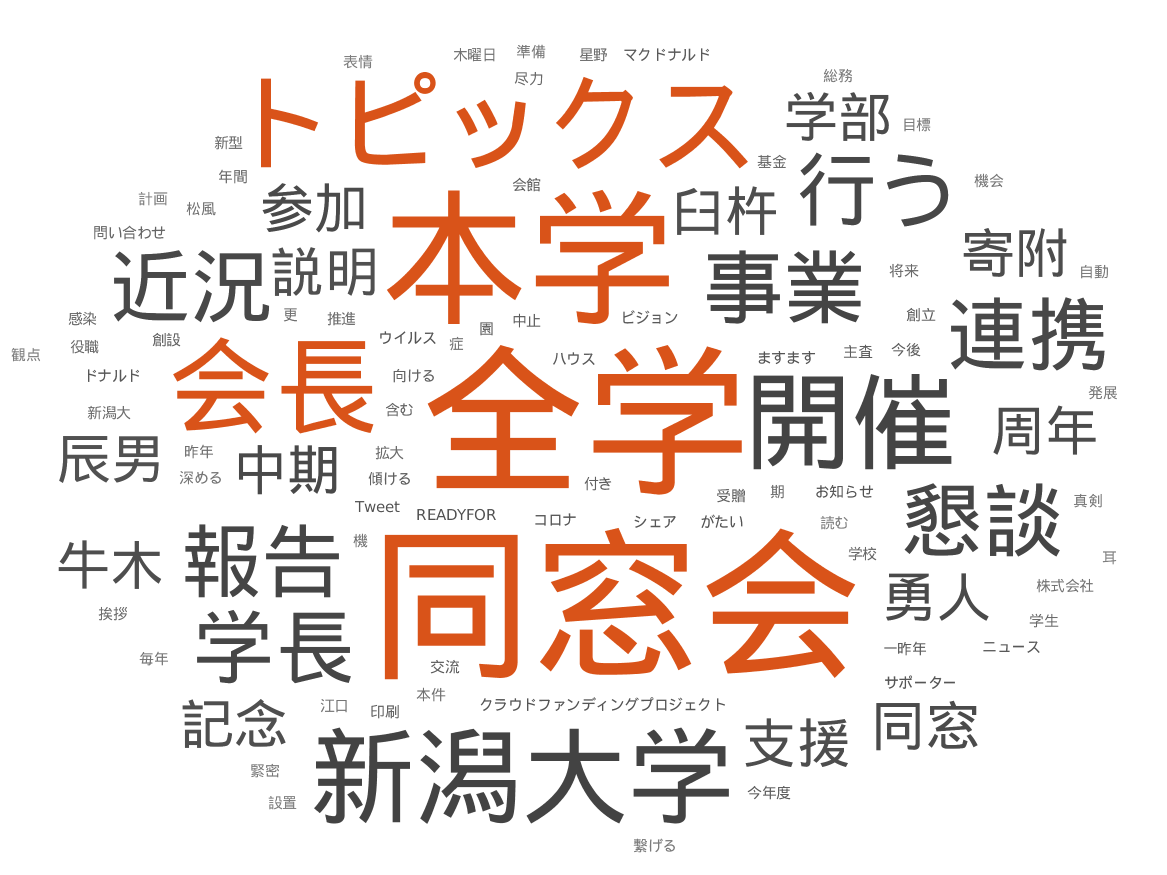 木曜日 準備 星野 マクドナルド
表情 尽力 総務
トピックス 学部 目標
新型 基金
年間 会館 行う 機会
計画 松風 参加 本学 臼杵
問い合わせ 寄附
近況 説明 事業 将来 自動
感染 更 推進 ビジョン 創立 連携
役職 創設 ウイルス 症 園 中止
観点 会長 ハウス ますます 主査 今後
ドナルド 向ける 全学 開催 発展
新潟大 含む 周年
辰男 昨年 中期 拡大
深める 傾ける 付き 受贈 期 お知らせ 懇談 真剣
Tweet READYFOR コロナ シェア がたい 読む
牛木 報告 機 同窓会 学校 耳
挨拶 学長 勇人 株式会社
学生
毎年 交流 一昨年 ニュース
本件 サポーター
記念 江口 印刷 クラウドファンディングプロジェクト 同窓
緊密 新潟大学 支援
設置 今年度
繋げる